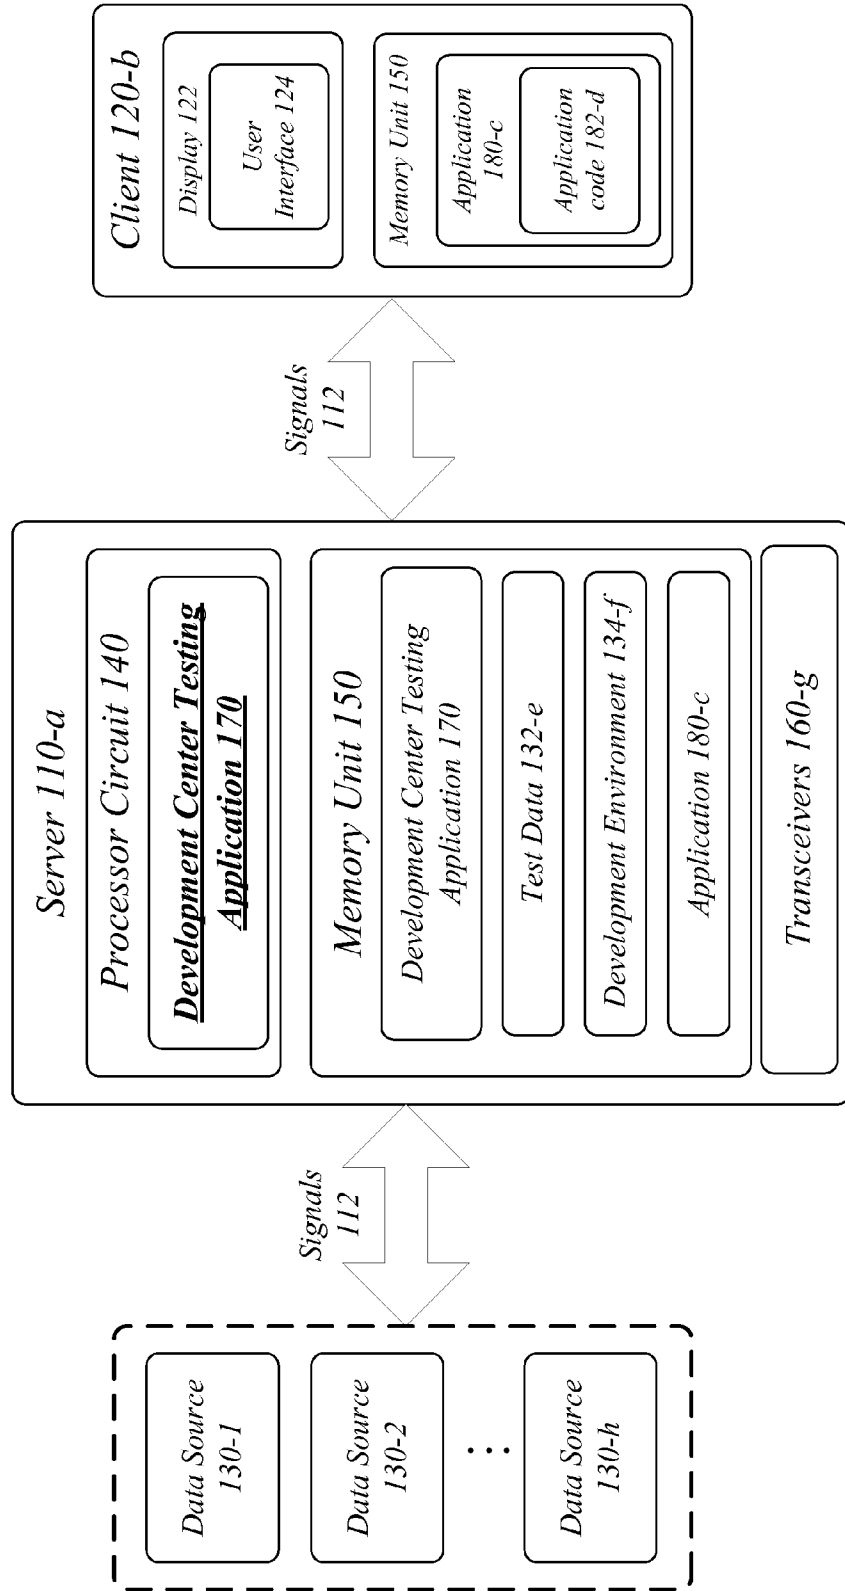 Data Source
130-1
Data Source
130-2
...
Data Source
130-h
Signals
112
Server 110-a
Processor Circuit 140
Development Center Testing
Application 170
Memory Unit 150
Development Center Testing
Application 170
Test Data 132-e
Development Environment 134-f
Application 180-c
Transceivers 160-g
Signals
112
Client 120-b
Display 122
User
Interface 124
Memory Unit 150
Application
180-c
Application
code 182-d